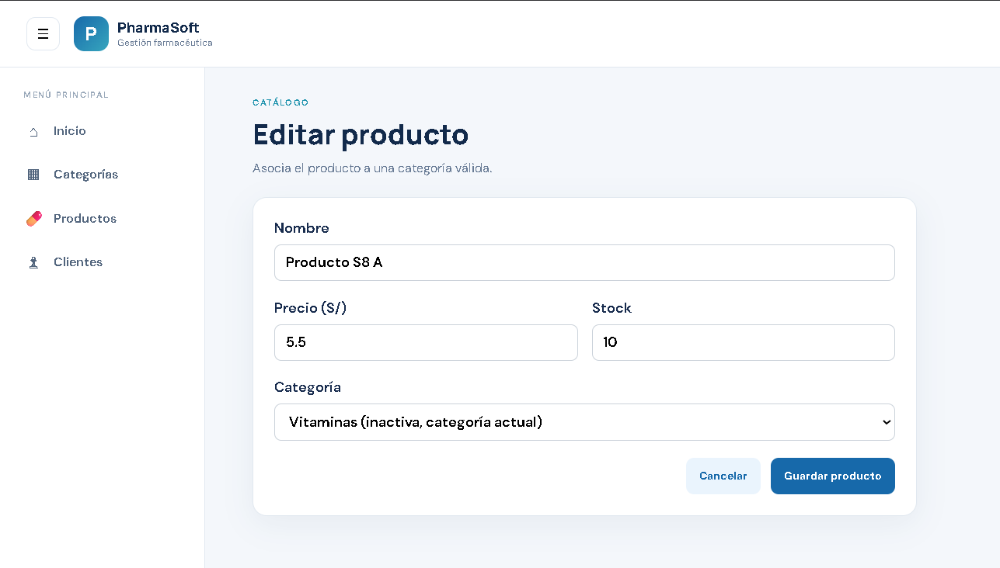 ☰
P
PharmaSoft
Gestión farmacéutica
MENÚ PRINCIPAL
Inicio
Categorías
Productos
Clientes
CATÁLOGO
Editar producto
Asocia el producto a una categoría válida.
Nombre
Producto S8 A
Precio (S/) Stock
5.5 10
Categoría
Vitaminas (inactiva, categoría actual)
Cancelar Guardar producto